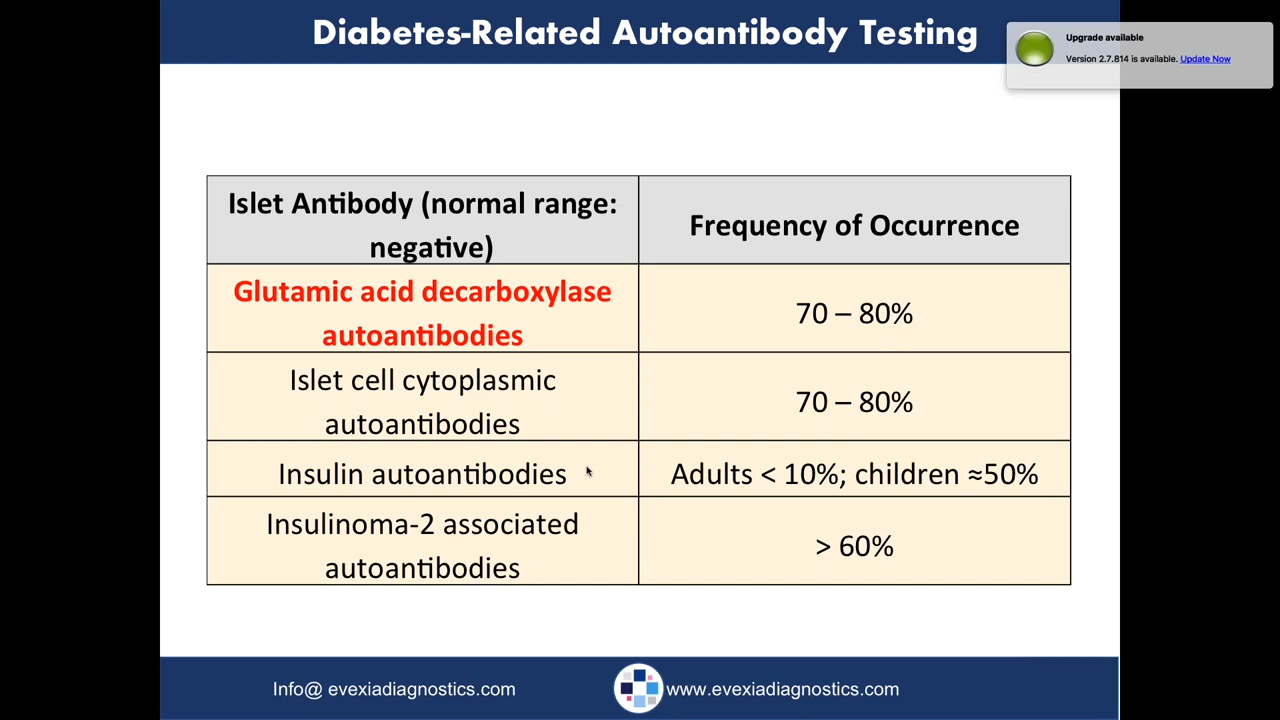 Diabetes-Related Autoantibody Testing
Upgrade available
Version 2.7.814 is available. Update Now
Islet Antibody (normal range:
negative)
Frequency of Occurrence
Glutamic acid decarboxylase
autoantibodies
70 – 80%
Islet cell cytoplasmic
autoantibodies
70 – 80%
Insulin autoantibodies
Adults < 10%; children ≈50%
Insulinoma-2 associated
autoantibodies
> 60%
Info@ evexiadiagnostics.com
www.evexiadiagnostics.com